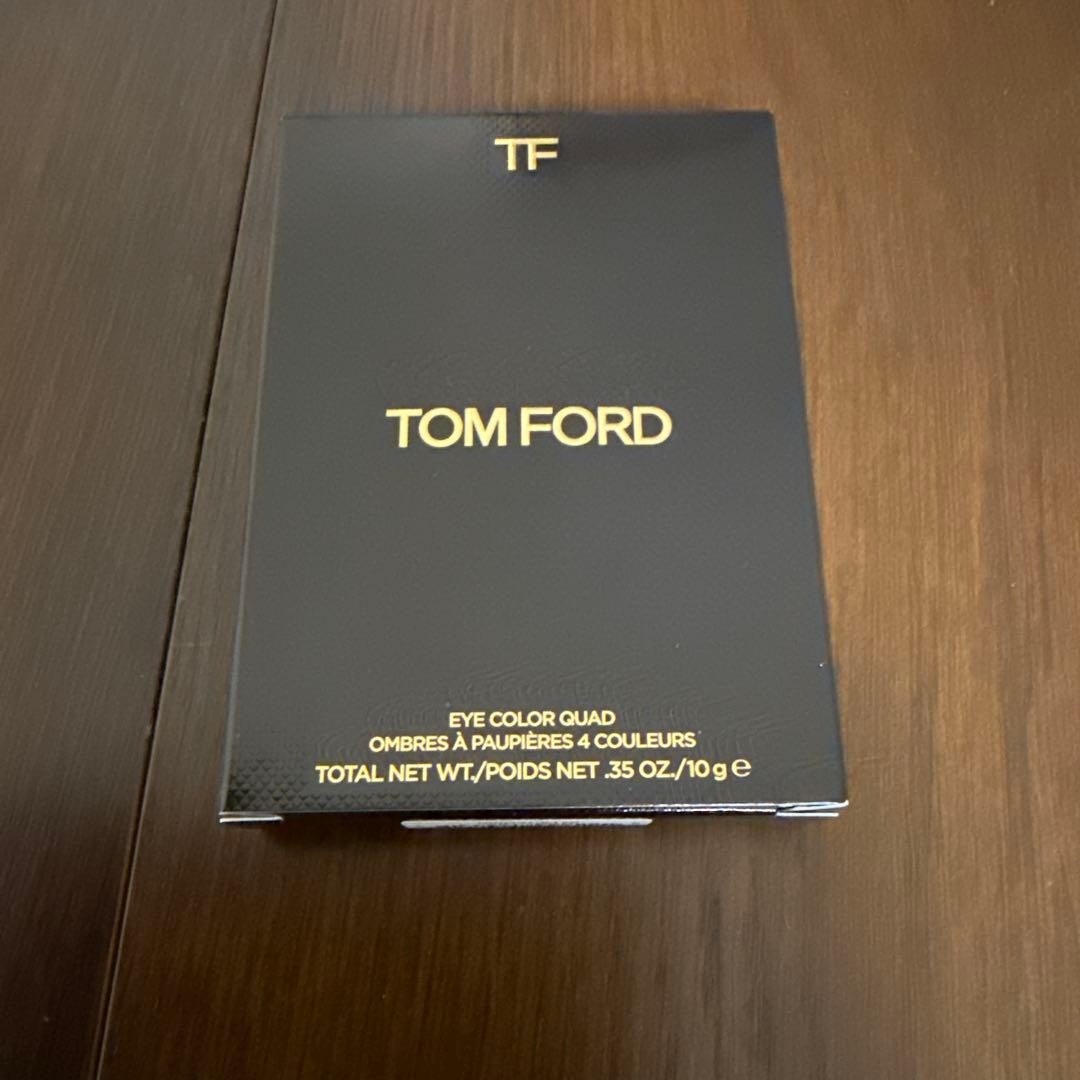 TF
TOM FORD
EYE COLOR QUAD
OMBRES À PAUPIÈRES 4 COULEURS
TOTAL NET WT./POIDS NET .35 OZ./10 g ℮